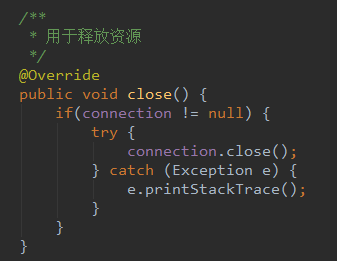 /**
 * 用于释放资源
 */
@Override
public void close() {
    if(connection != null) {
        try {
            connection.close();
        } catch (Exception e) {
            e.printStackTrace();
        }
    }
}